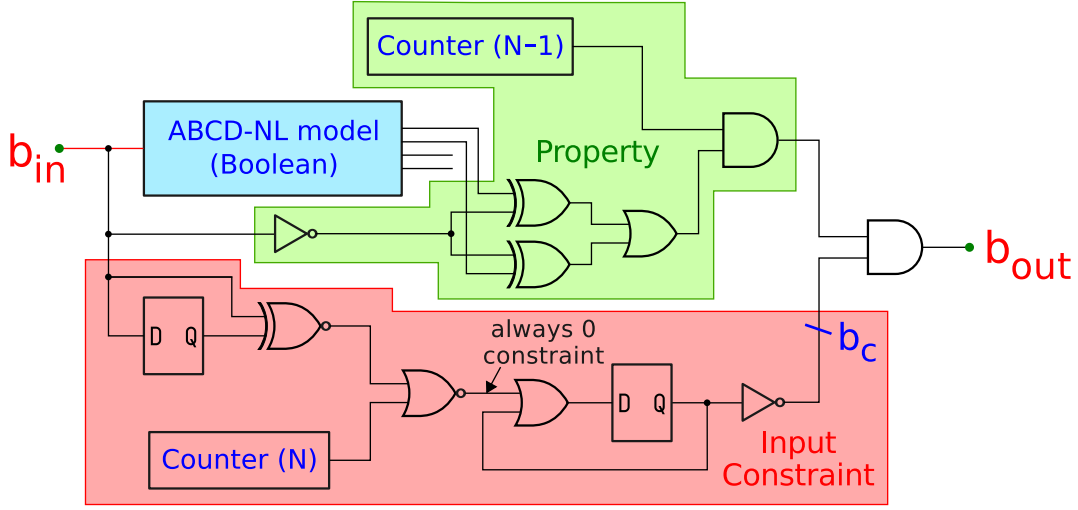 Counter (N-1)
ABCD-NL model
(Boolean)
b_in
Property
b_out
always 0
constraint
b_c
D Q
D Q
Counter (N)
Input
Constraint